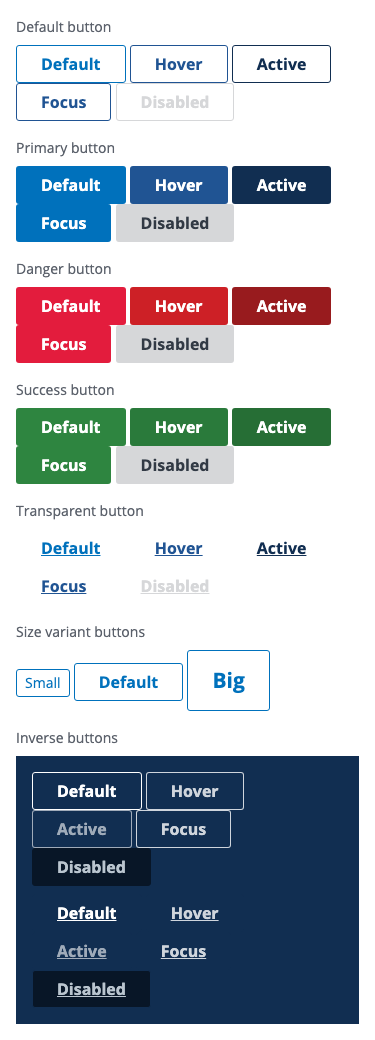 Default button
Default Hover Active
Focus Disabled
Primary button
Default Hover Active
Focus Disabled
Danger button
Default Hover Active
Focus Disabled
Success button
Default Hover Active
Focus Disabled
Transparent button
Default Hover Active
Focus Disabled
Size variant buttons
Small Default Big
Inverse buttons
Default Hover
Active Focus
Disabled
Default Hover
Active Focus
Disabled